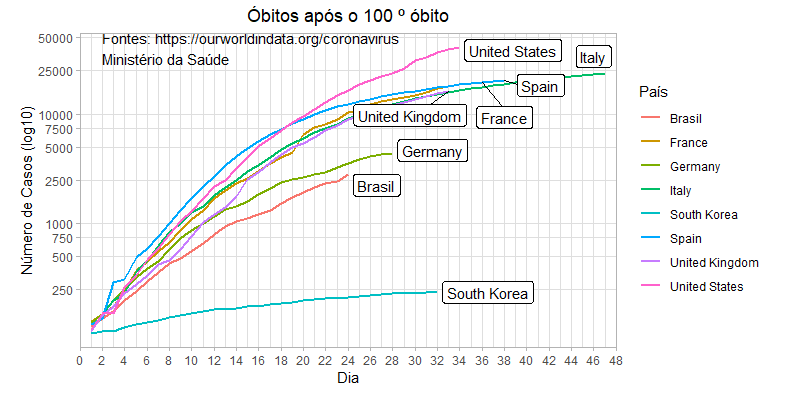 Óbitos após o 100 º óbito
Fontes: https://ourworldindata.org/coronavirus
Ministério da Saúde
Número de Casos (log10)
50000
25000
10000
7500
5000
2500
1000
750
500
250
United States
Italy
Spain
United Kingdom
France
Germany
Brasil
South Korea
0 2 4 6 8 10 12 14 16 18 20 22 24 26 28 30 32 34 36 38 40 42 44 46 48
Dia
País
Brasil
France
Germany
Italy
South Korea
Spain
United Kingdom
United States